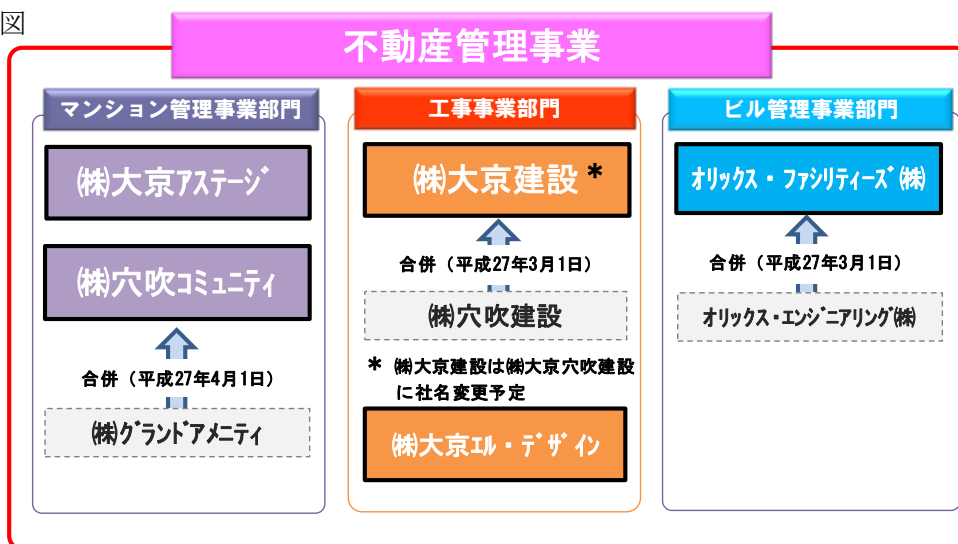 図
不動産管理事業
マンション管理事業部門
㈱大京アステージ
㈱穴吹コミュニティ
合併（平成27年4月1日）
㈱グランドアメニティ
工事事業部門
㈱大京建設*
合併（平成27年3月1日）
㈱穴吹建設
* ㈱大京建設は㈱大京穴吹建設
に社名変更予定
㈱大京エル・デザイン
ビル管理事業部門
オリックス・ファシリティーズ㈱
合併（平成27年3月1日）
オリックス・エンジニアリング㈱